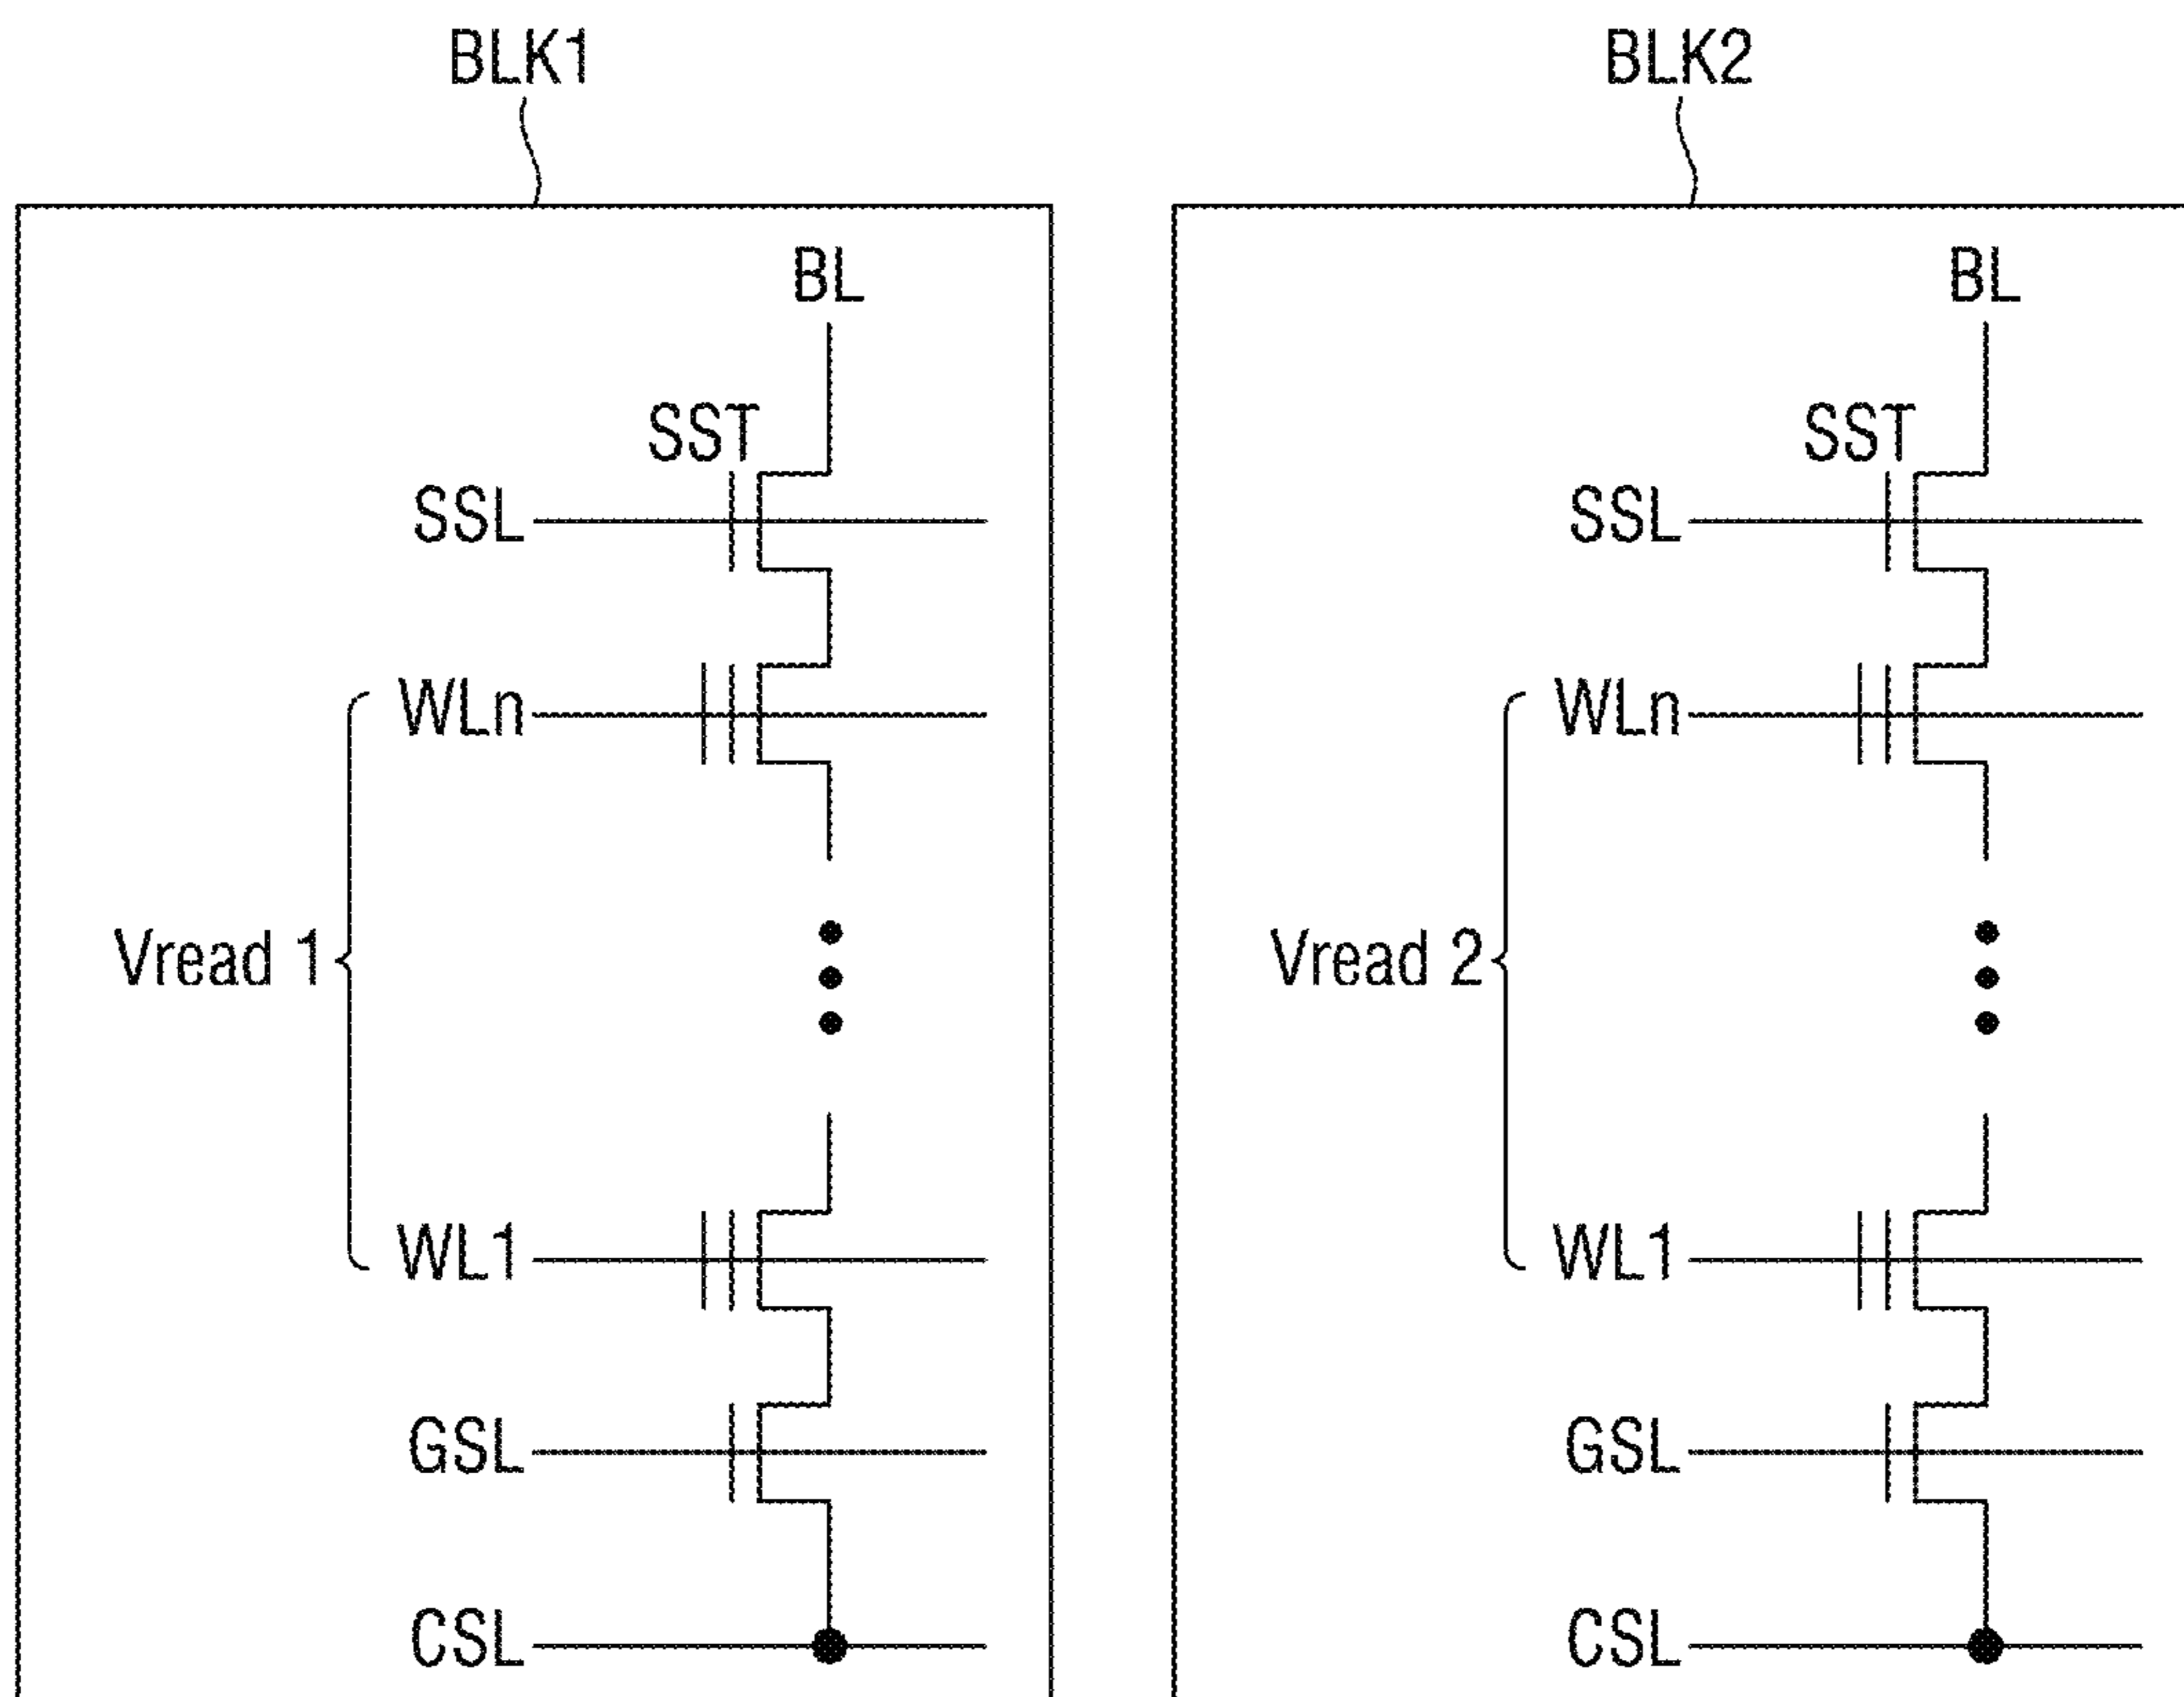 BLK1
BLK2
BL
BL
SST
SST
SSL
SSL
WLn
WLn
Vread 1
Vread 2
WL1
WL1
GSL
GSL
CSL
CSL